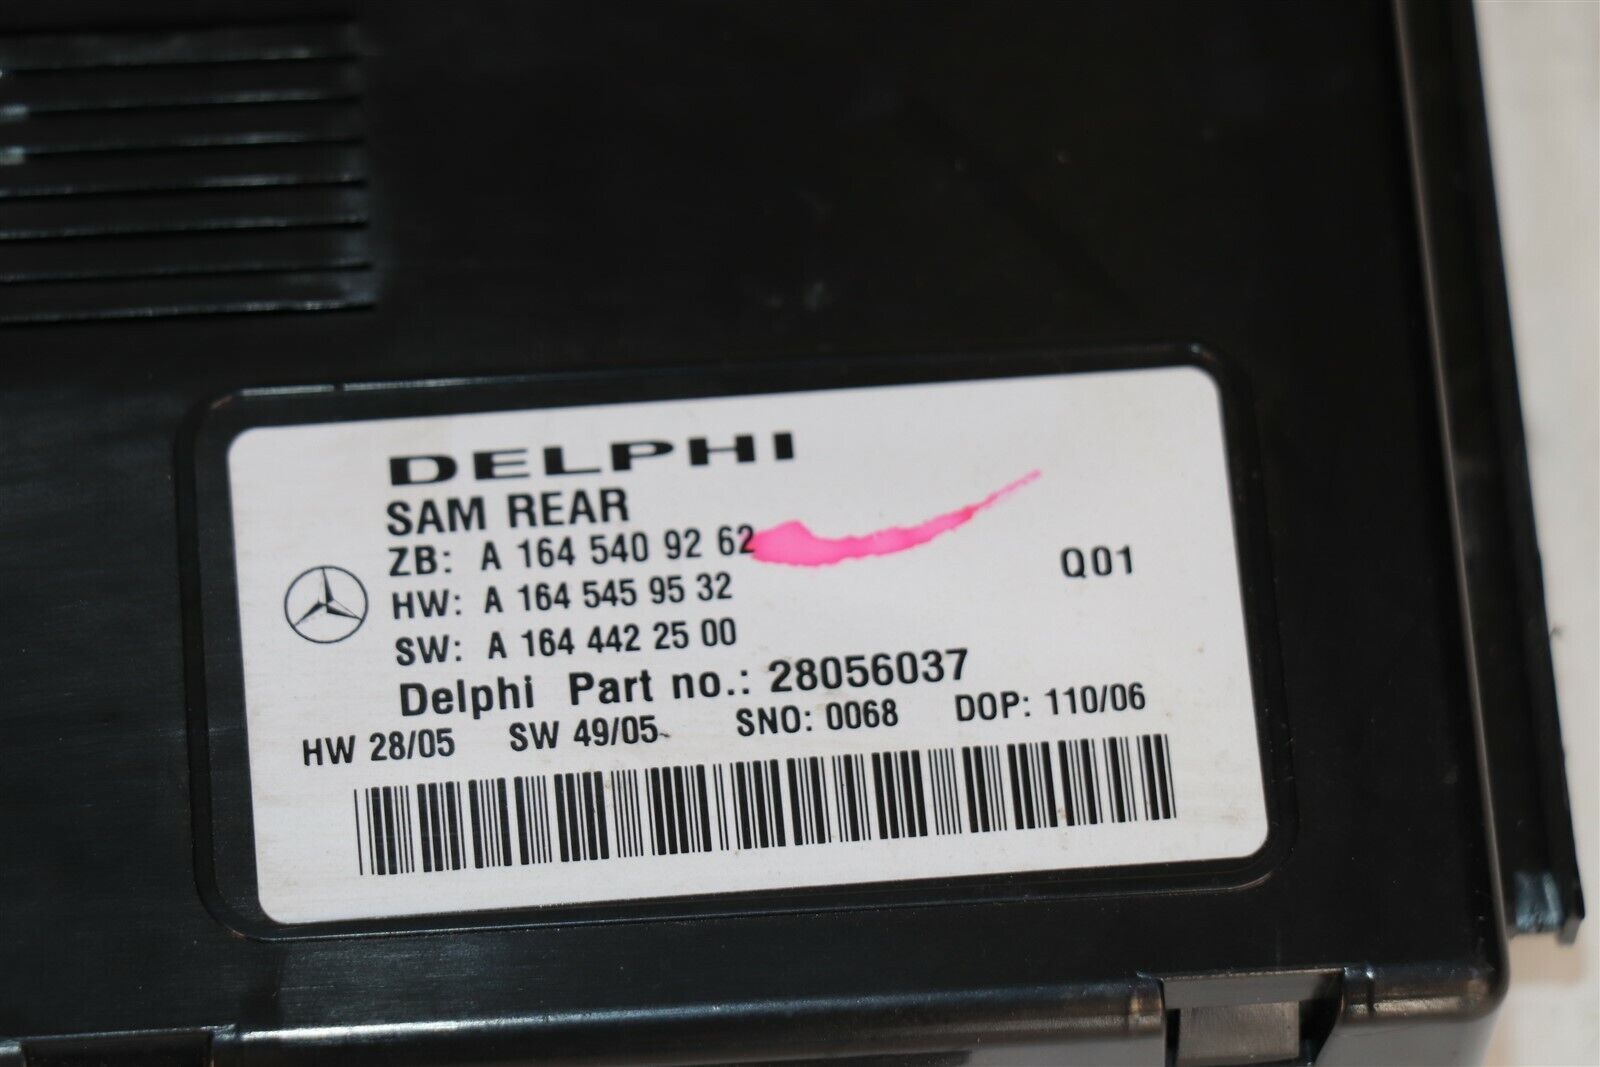 DELPHI
SAM REAR
ZB: A 164 540 92 62
HW: A 164 545 95 32
Q01
SW: A 164 442 25 00
Delphi Part no.: 28056037
HW 28/05 SW 49/05 SNO: 0068 DOP: 110/06